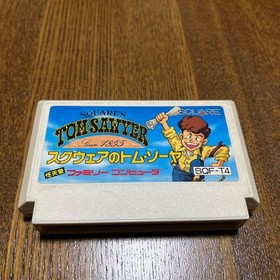 SQUARE'S
TOM SAWYER
Since 1855
SQUARE
スクウェアのトム・ソーヤ
SQF-T4
任天堂 ファミリー コンピュータ